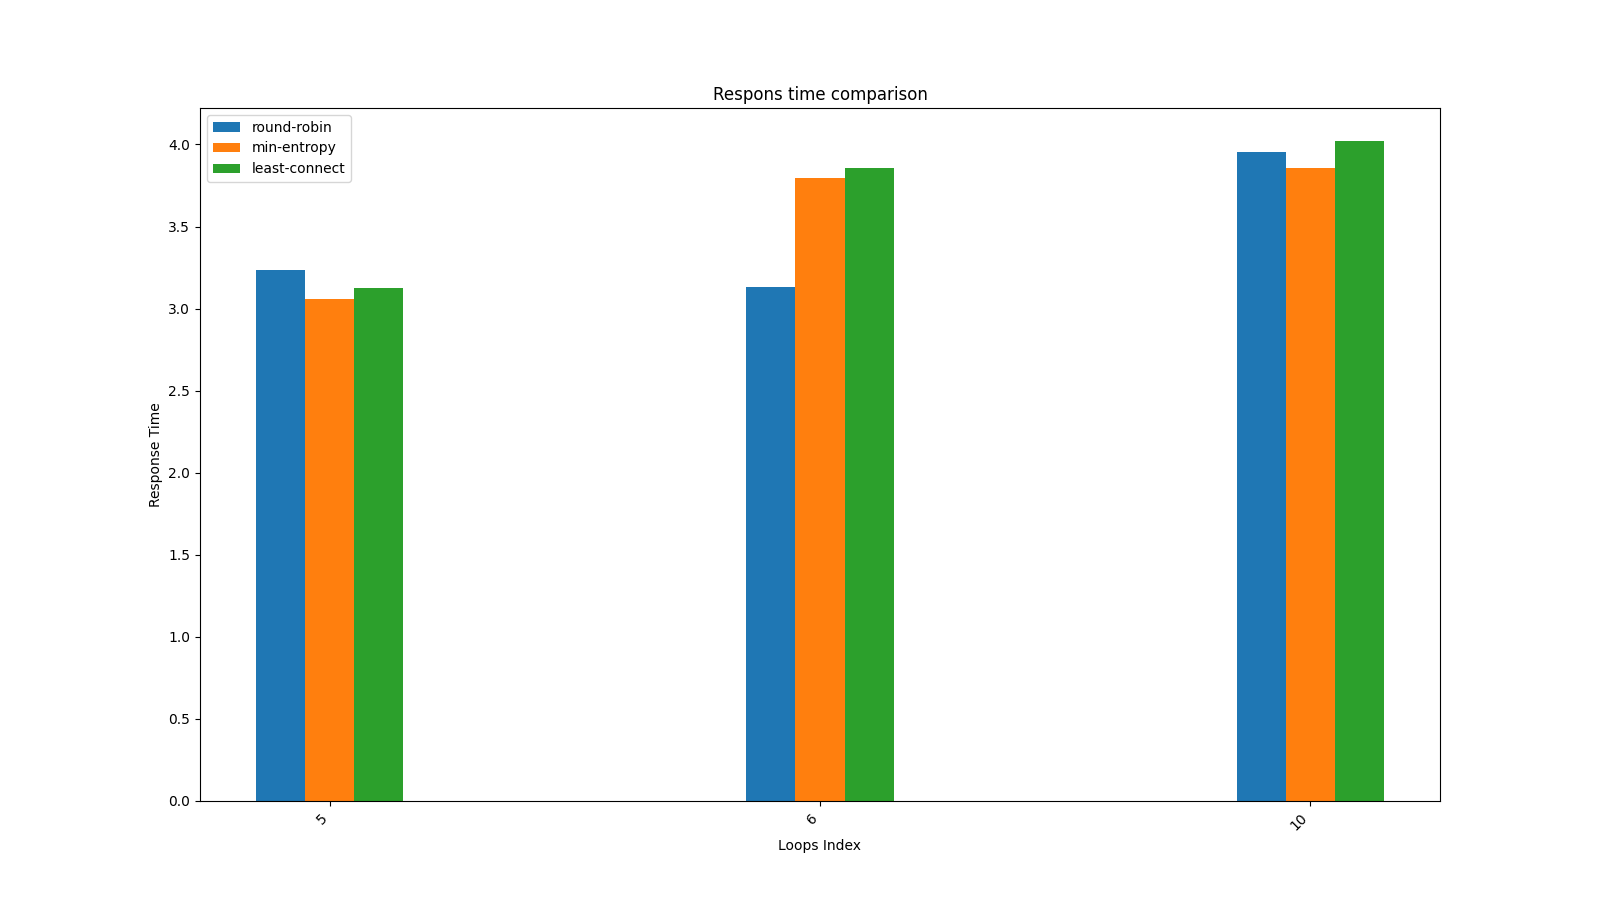 Respons time comparison
round-robin
min-entropy
least-connect
4.0
3.5
3.0
2.5
2.0
1.5
1.0
0.5
0.0
Response Time
5
6
10
Loops Index